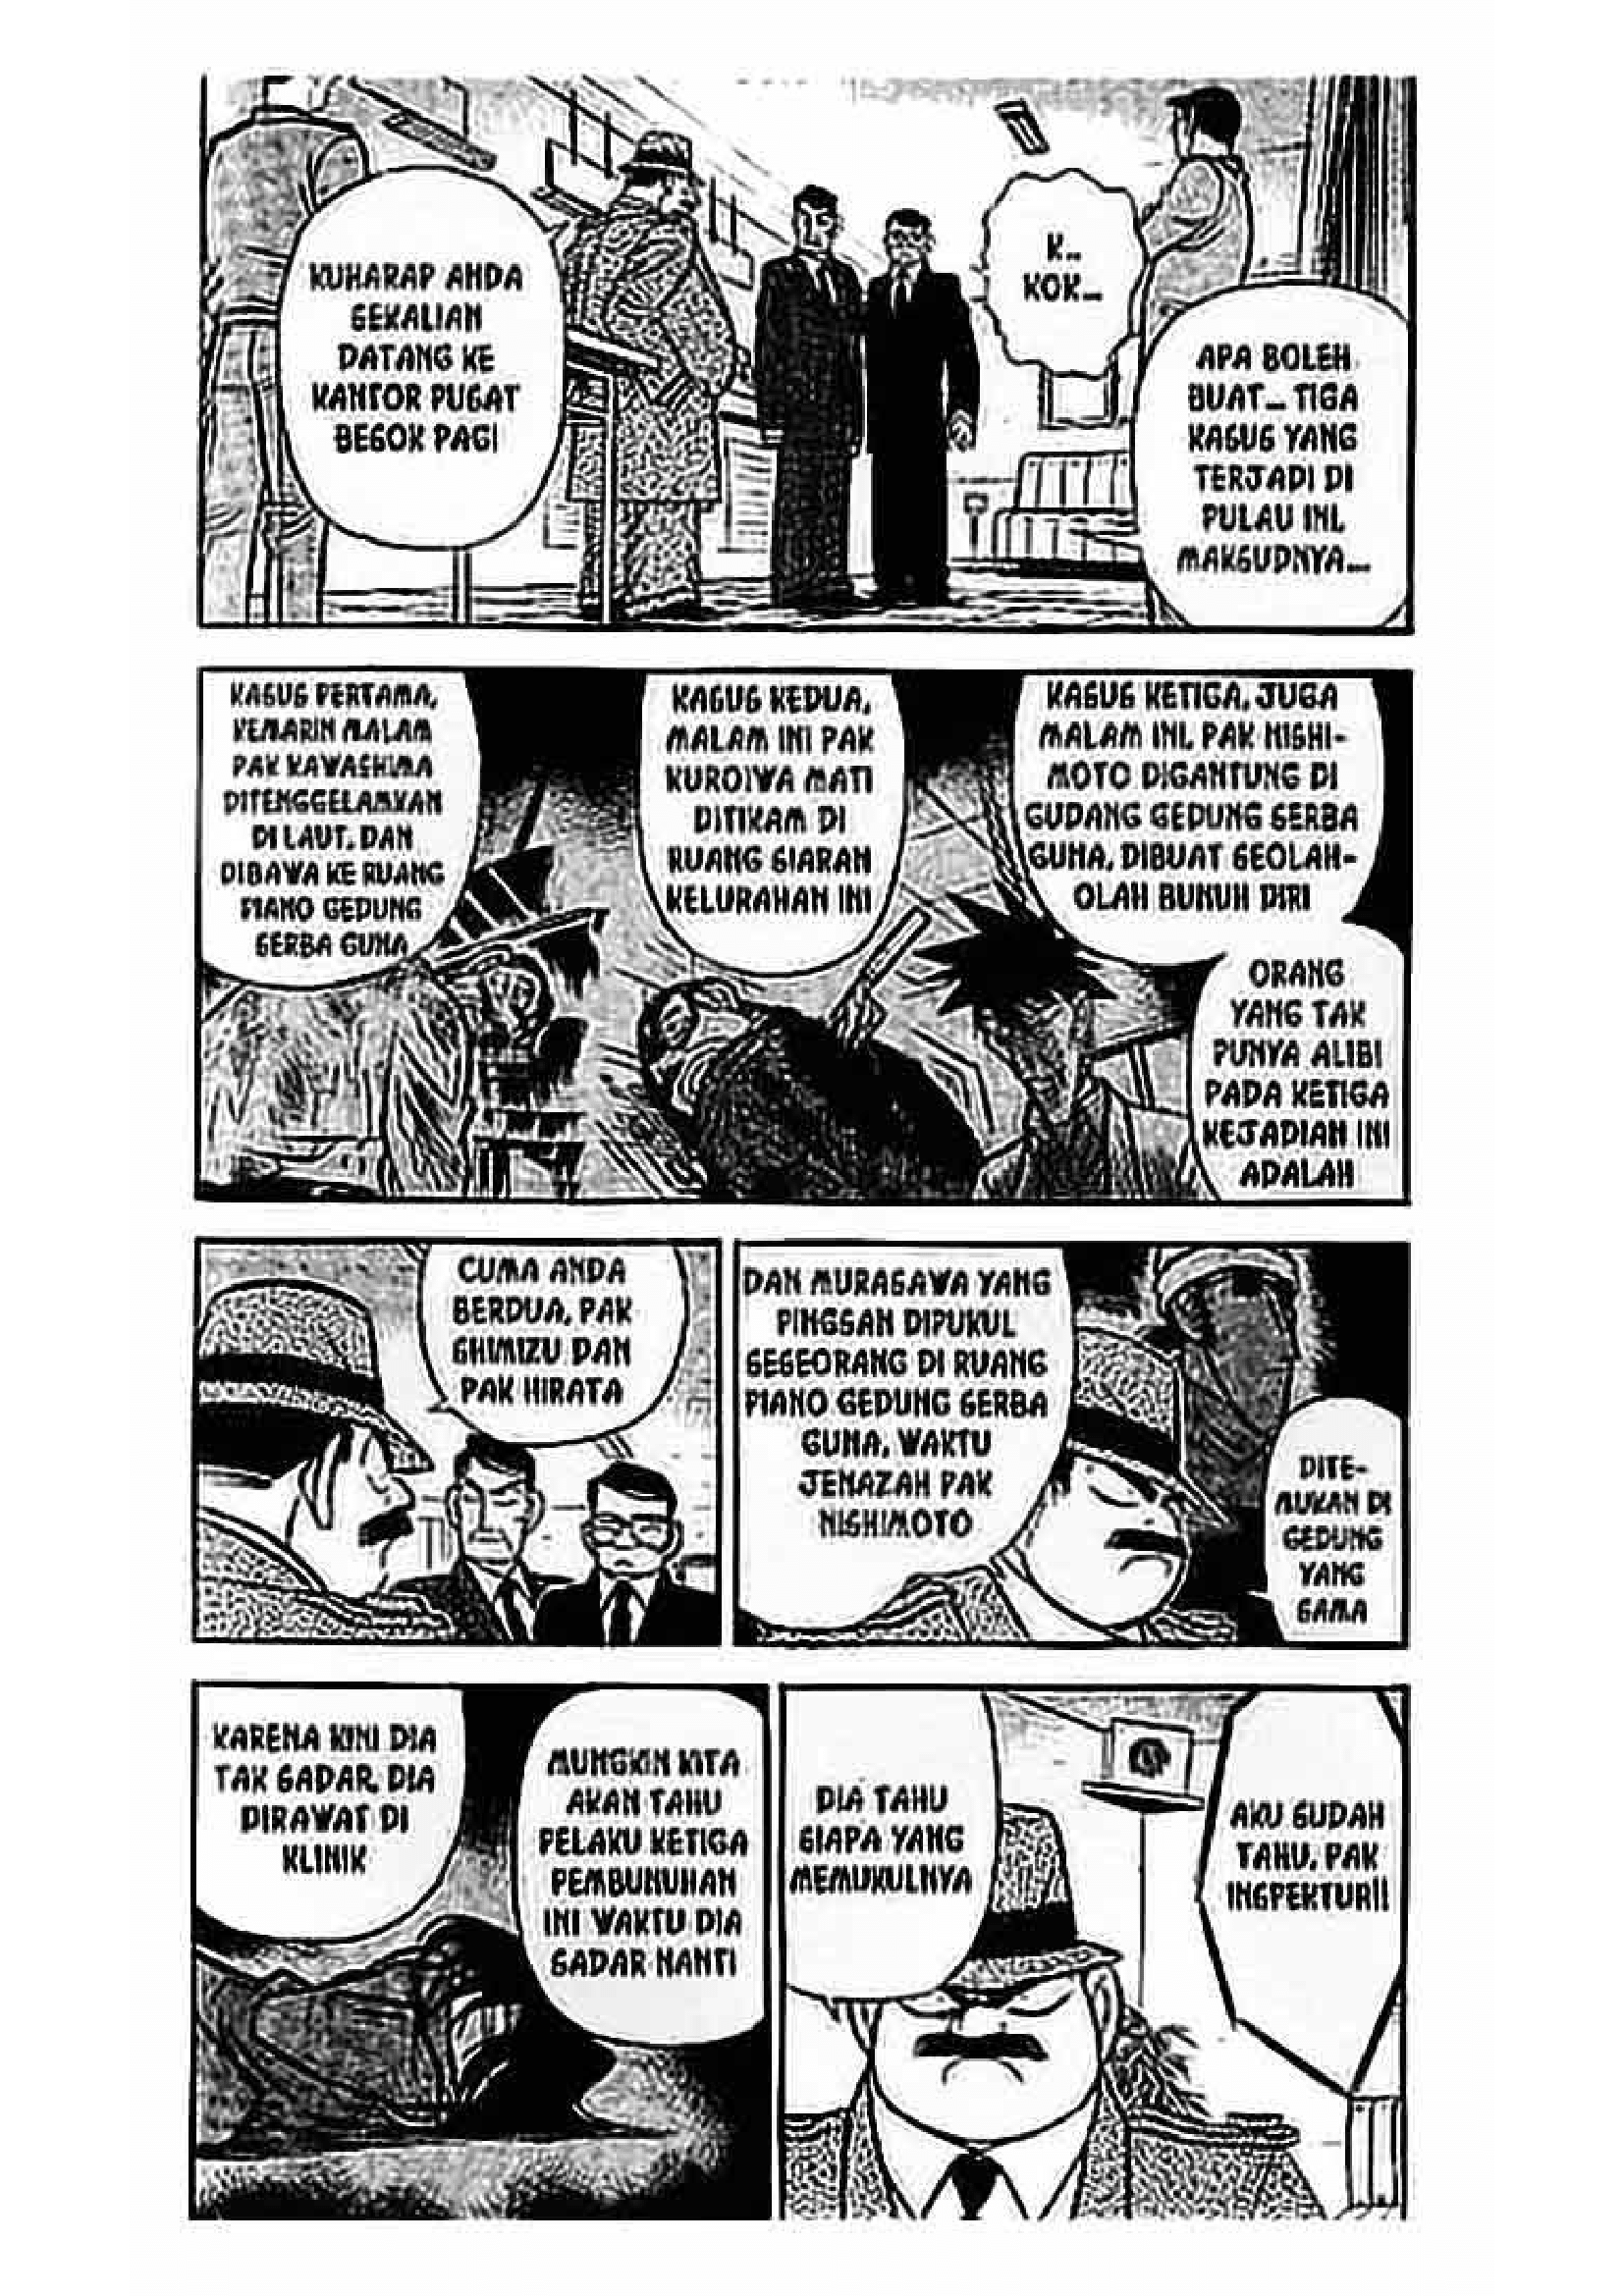 KUHARAP ANDA
SEKALIAN
DATANG KE
KANTOR PUSAT
BESOK PAGI
K..
KOK...
APA BOLEH
BUAT... TIGA
KASUS YANG
TERJADI DI
PULAU INI.
MAKSUDNYA...
KASUS PERTAMA,
KEMARIN MALAM
PAK KAWASHIMA
DITENGGELAMKAN
DI LAUT, DAN
DIBAWA KE RUANG
PIANO GEDUNG
SERBA GUNA
KASUS KEDUA,
MALAM INI PAK
KUROIWA MATI
DITIKAM DI
RUANG SIARAN
KELURAHAN INI
KASUS KETIGA, JUGA
MALAM INI, PAK NISHI-
MOTO DIGANTUNG DI
GUDANG GEDUNG SERBA
GUNA, DIBUAT SEOLAH-
OLAH BUNUH DIRI
ORANG
YANG TAK
PUNYA ALIBI
PADA KETIGA
KEJADIAN INI
ADALAH
CUMA ANDA
BERDUA, PAK
SHIMIZU DAN
PAK HIRATA
DAN MURASAWA YANG
PINGSAN DIPUKUL
SESEORANG DI RUANG
PIANO GEDUNG SERBA
GUNA, WAKTU
JENAZAH PAK
NISHIMOTO
DITE-
MUKAN DI
GEDUNG
YANG
SAMA
KARENA KINI DIA
TAK SADAR, DIA
DIRAWAT DI
KLINIK
MUNGKIN KITA
AKAN TAHU
PELAKU KETIGA
PEMBUNUHAN
INI WAKTU DIA
SADAR NANTI
DIA TAHU
SIAPA YANG
MEMUKULNYA
AKU SUDAH
TAHU, PAK
INSPEKTUR!!